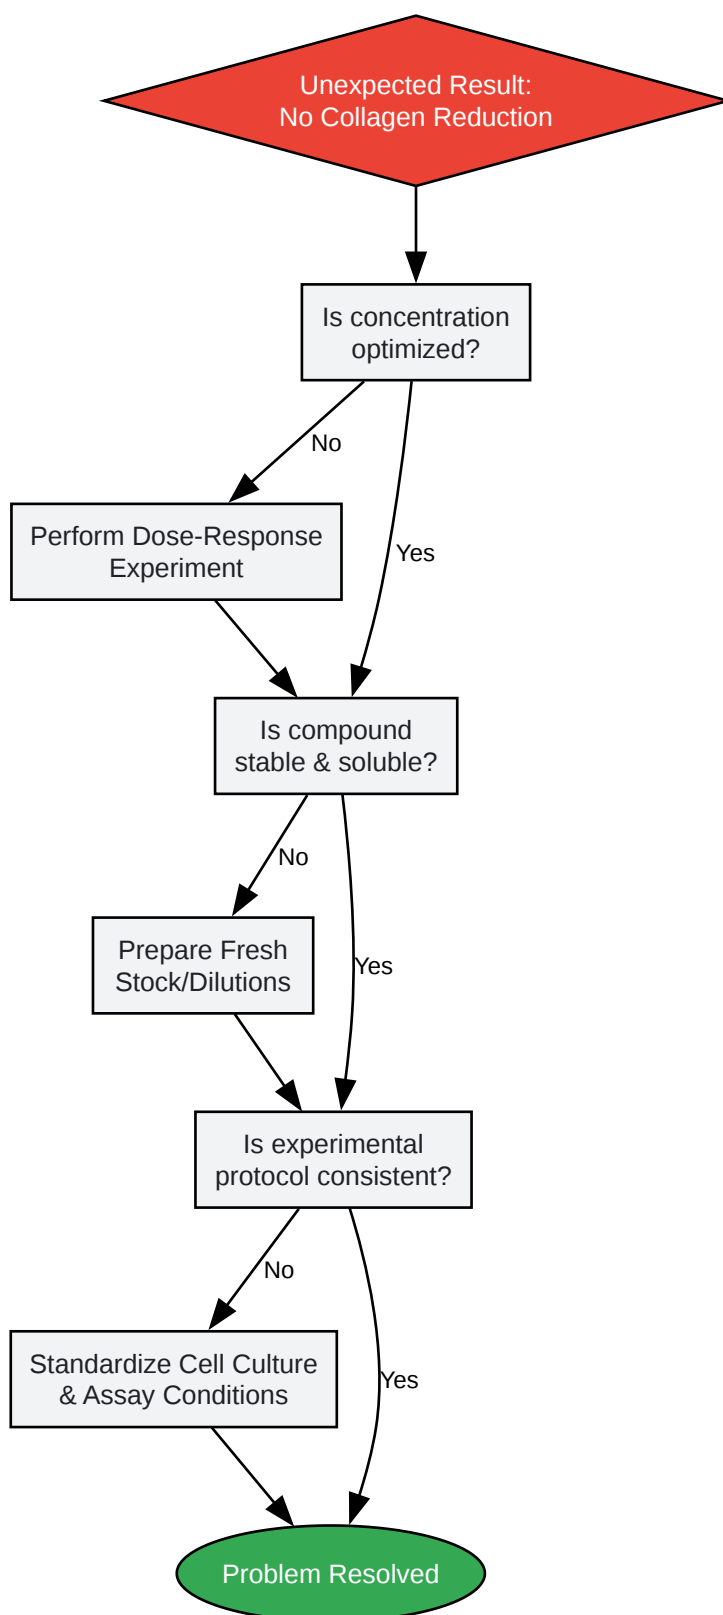 Unexpected Result:
No Collagen Reduction
Is concentration
optimized?
No
Perform Dose-Response
Experiment
Yes
Is compound
stable & soluble?
No
Prepare Fresh
Stock/Dilutions
Yes
Is experimental
protocol consistent?
No
Standardize Cell Culture
& Assay Conditions
Yes
Problem Resolved